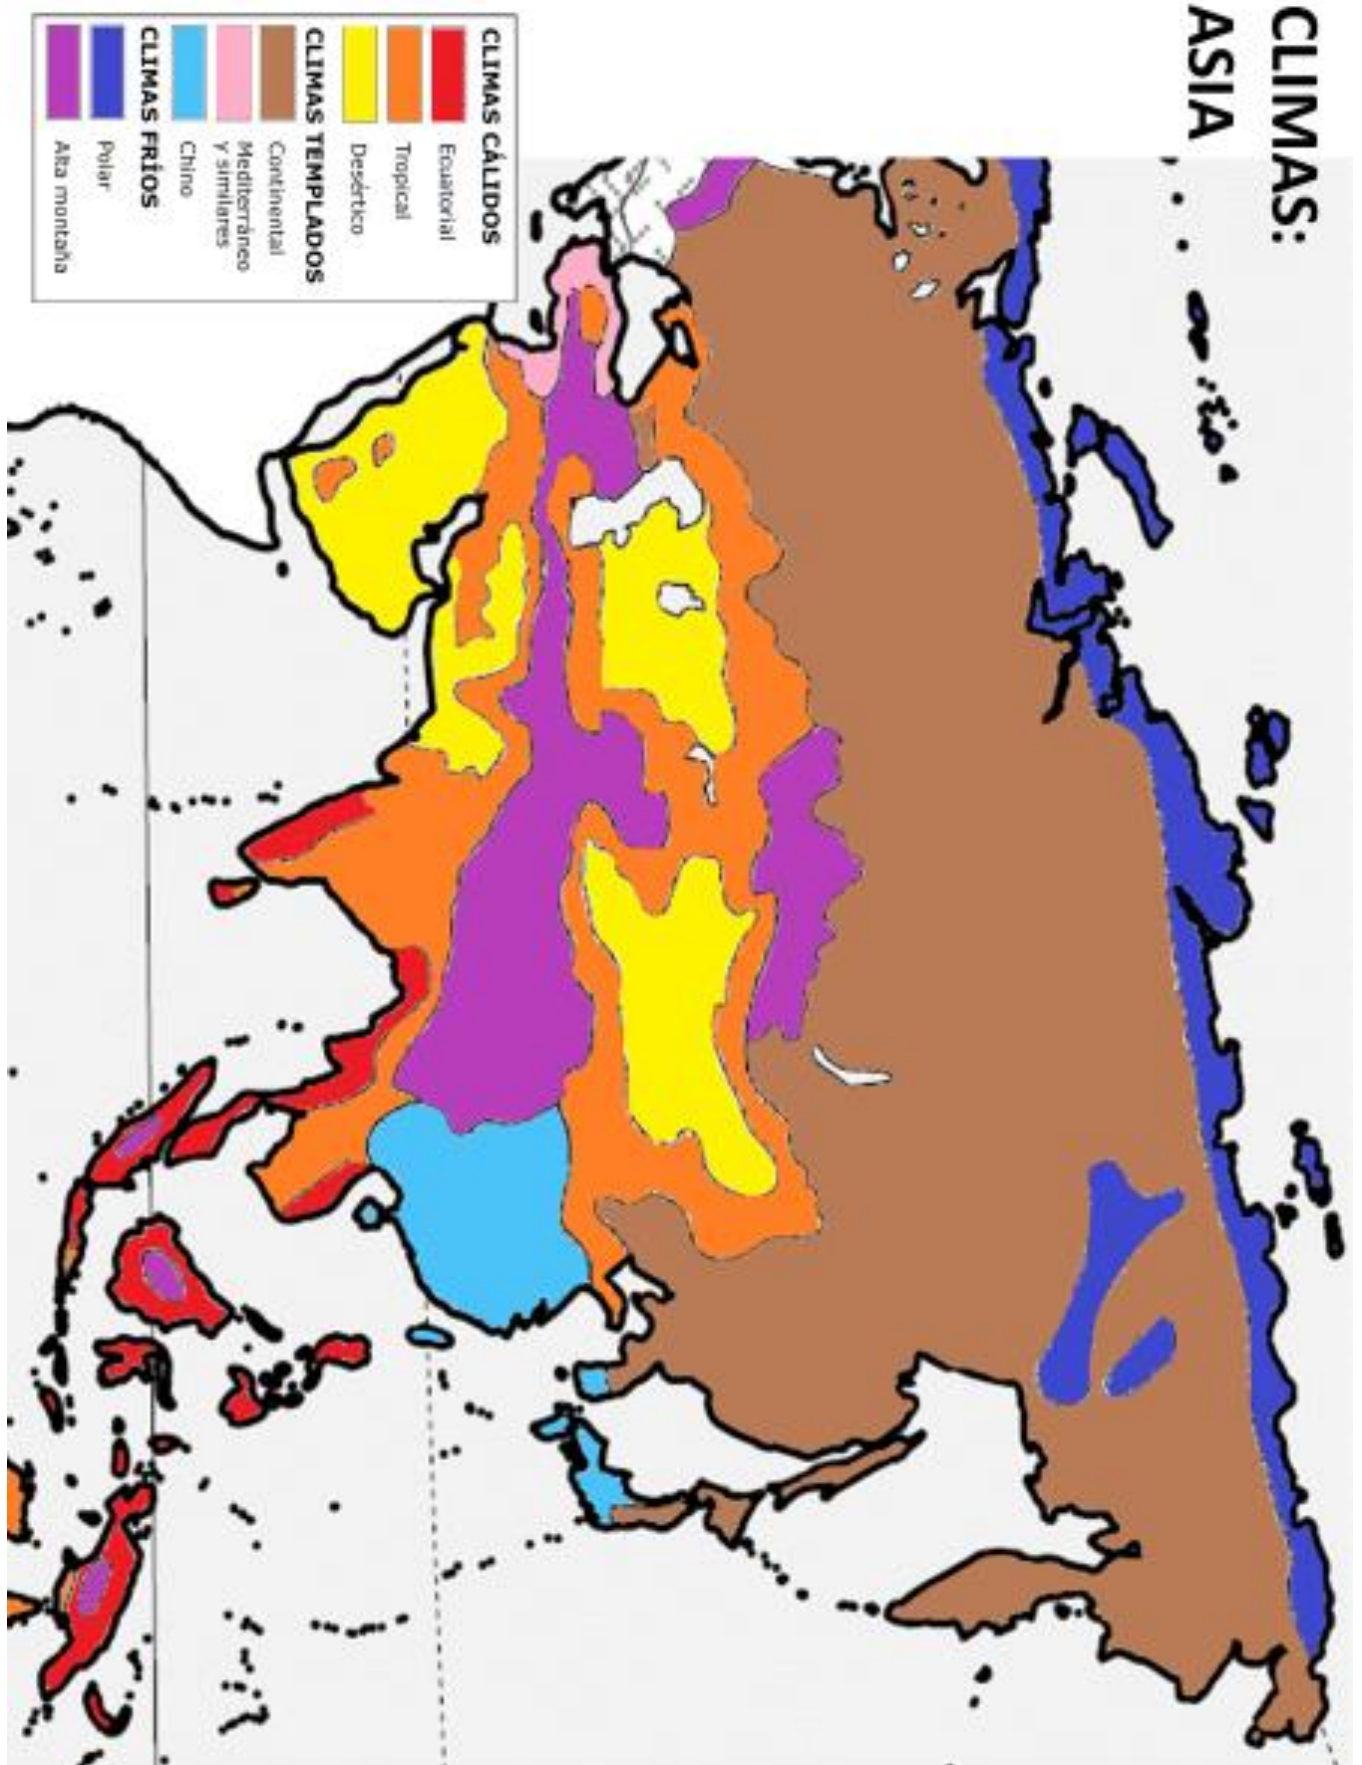 CLIMAS:
ASIA
CLIMAS CÁLIDOS
Ecuatorial
Tropical
Desértico
CLIMAS TEMPLADOS
Continental
Mediterráneo
y similares
Chino
CLIMAS FRÍOS
Polar
Alta montaña